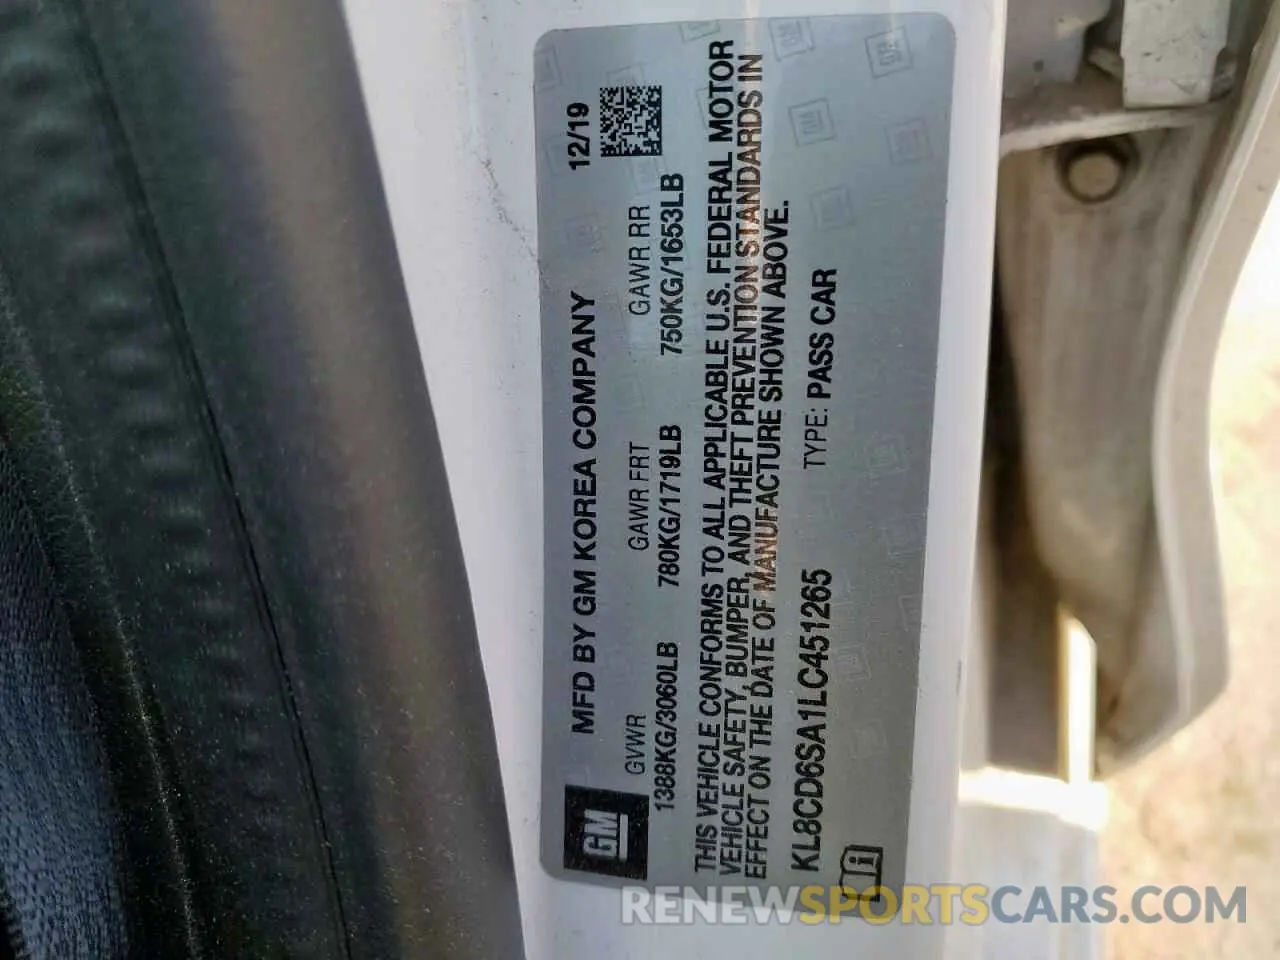 MFD BY GM KOREA COMPANY 12/19
GM
GVWR GAWR FRT GAWR RR
1388KG/3060LB 780KG/1719LB 750KG/1653LB
THIS VEHICLE CONFORMS TO ALL APPLICABLE U.S. FEDERAL MOTOR
VEHICLE SAFETY, BUMPER, AND THEFT PREVENTION STANDARDS IN
EFFECT ON THE DATE OF MANUFACTURE SHOWN ABOVE.
KL8CD6SA1LC451265 TYPE: PASS CAR
RENEWSPORTSCARS.COM